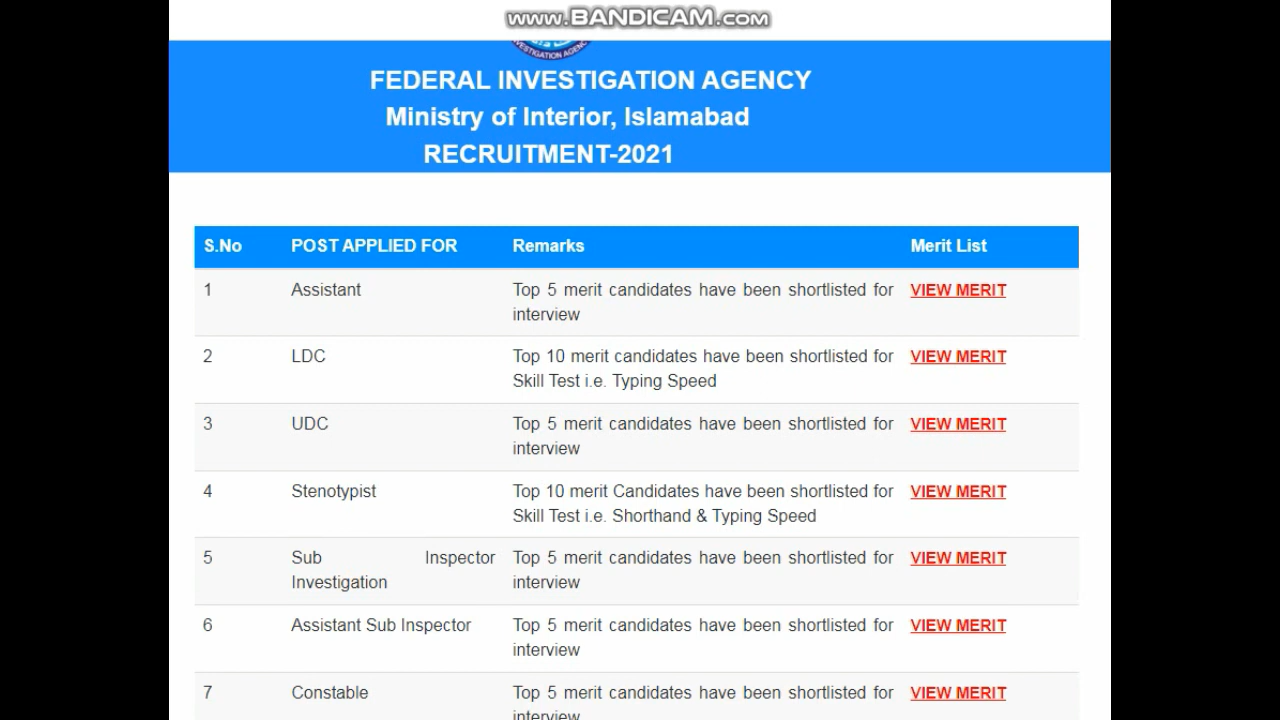 www.BANDICAM.com
INVESTIGATION AGENCY
FEDERAL INVESTIGATION AGENCY
Ministry of Interior, Islamabad
RECRUITMENT-2021
S.No POST APPLIED FOR Remarks Merit List
1 Assistant Top 5 merit candidates have been shortlisted for VIEW MERIT
interview
2 LDC Top 10 merit candidates have been shortlisted for VIEW MERIT
Skill Test i.e. Typing Speed
3 UDC Top 5 merit candidates have been shortlisted for VIEW MERIT
interview
4 Stenotypist Top 10 merit Candidates have been shortlisted for VIEW MERIT
Skill Test i.e. Shorthand & Typing Speed
5 Sub Inspector Top 5 merit candidates have been shortlisted for VIEW MERIT
Investigation interview
6 Assistant Sub Inspector Top 5 merit candidates have been shortlisted for VIEW MERIT
interview
7 Constable Top 5 merit candidates have been shortlisted for VIEW MERIT
interview